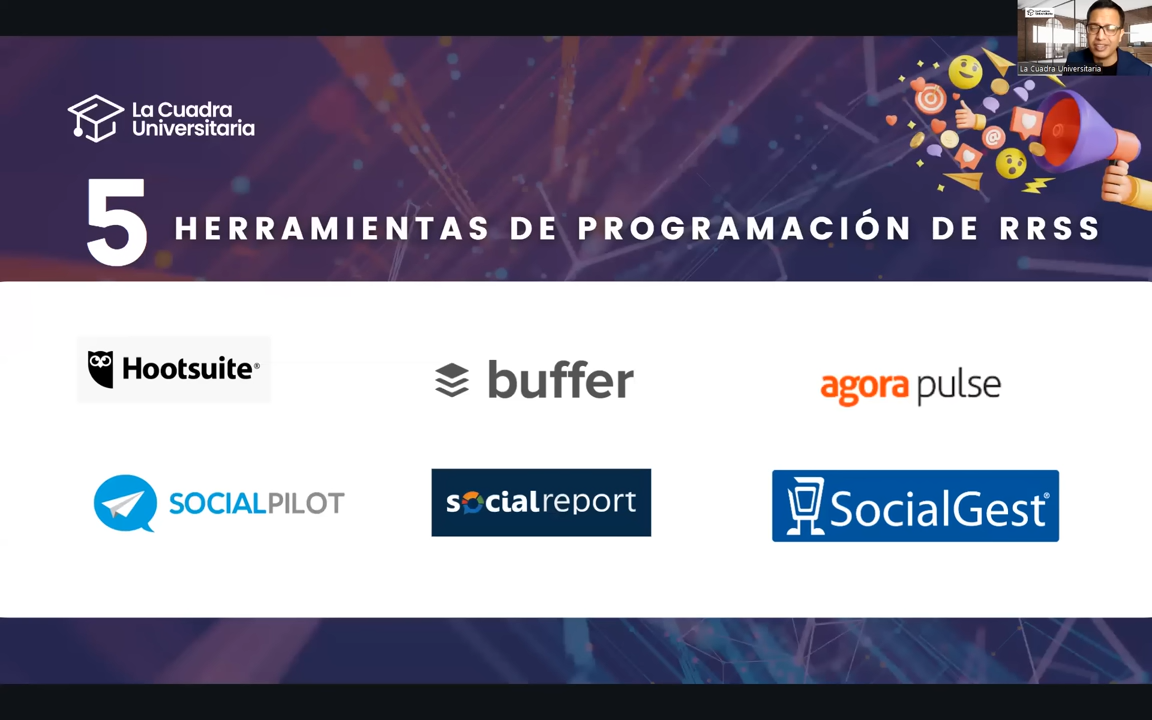 La Cuadra Universitaria
La Cuadra
Universitaria
5 HERRAMIENTAS DE PROGRAMACIÓN DE RRSS
Hootsuite®
buffer
agora pulse
SOCIALPILOT
socialreport
SocialGest®